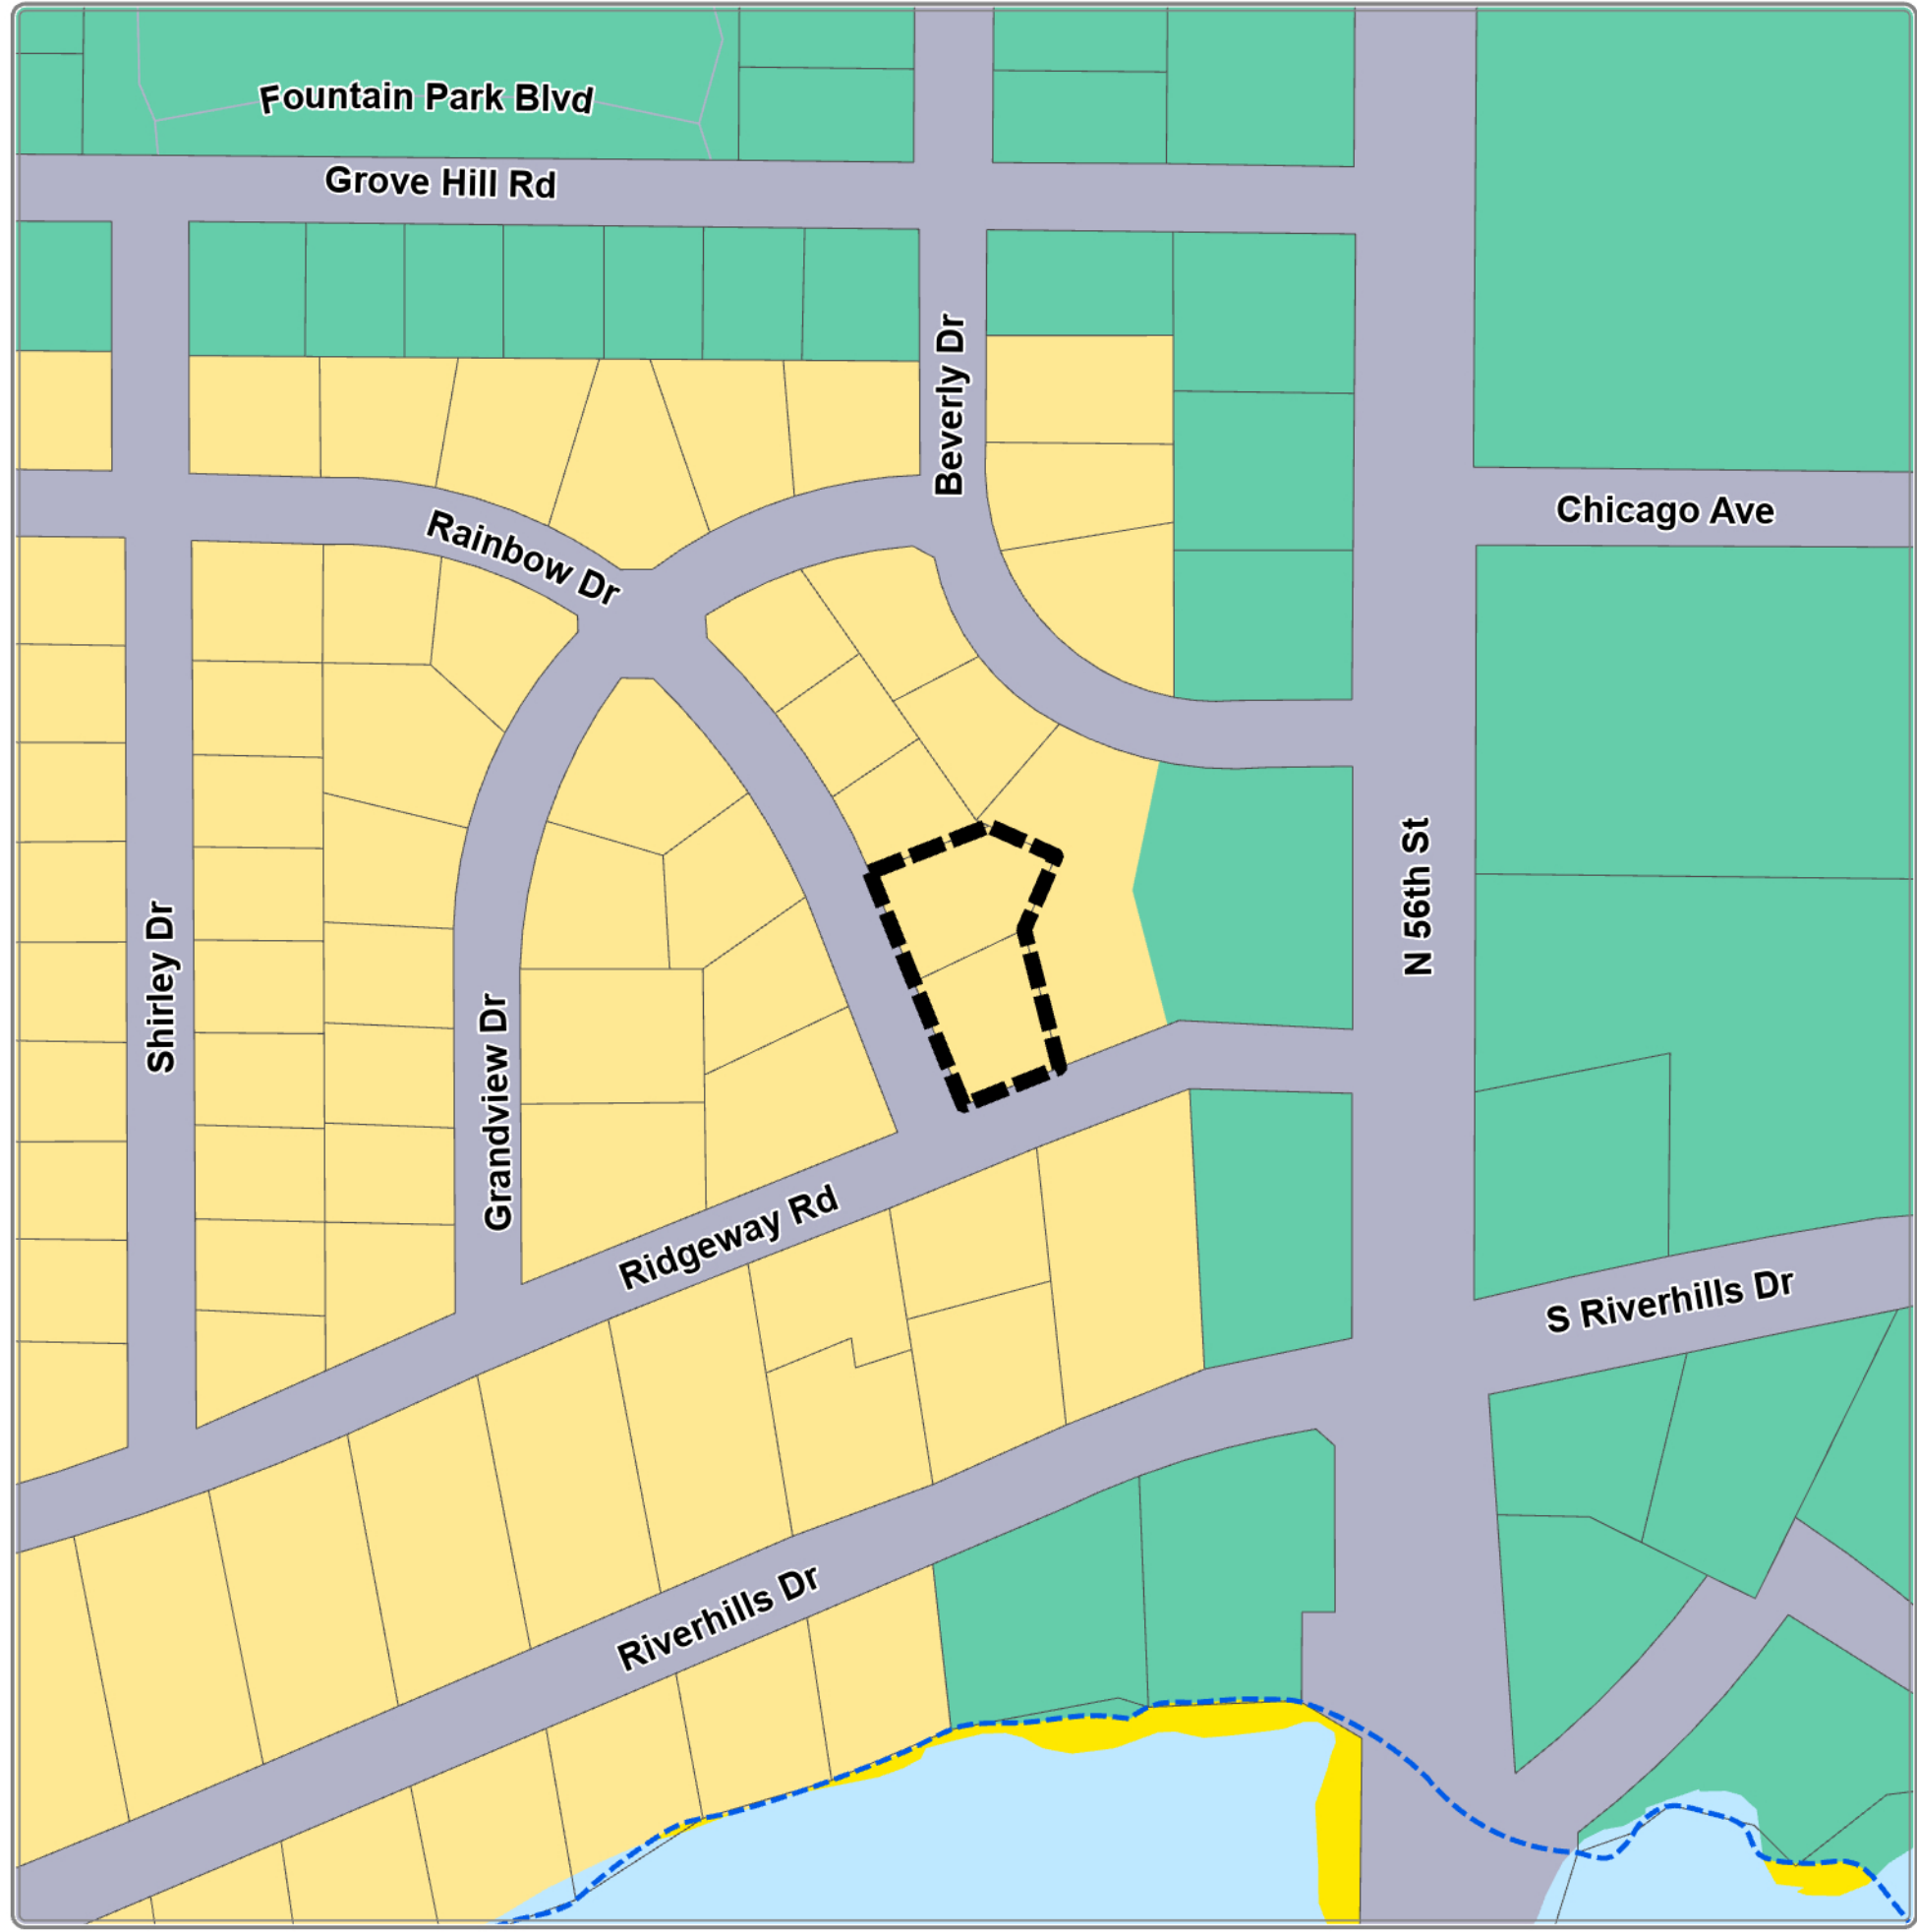 Fountain Park Blvd
Grove Hill Rd
Beverly Dr
Chicago Ave
Rainbow Dr
N 56th St
Shirley Dr
Grandview Dr
Ridgeway Rd
S Riverhills Dr
Riverhills Dr